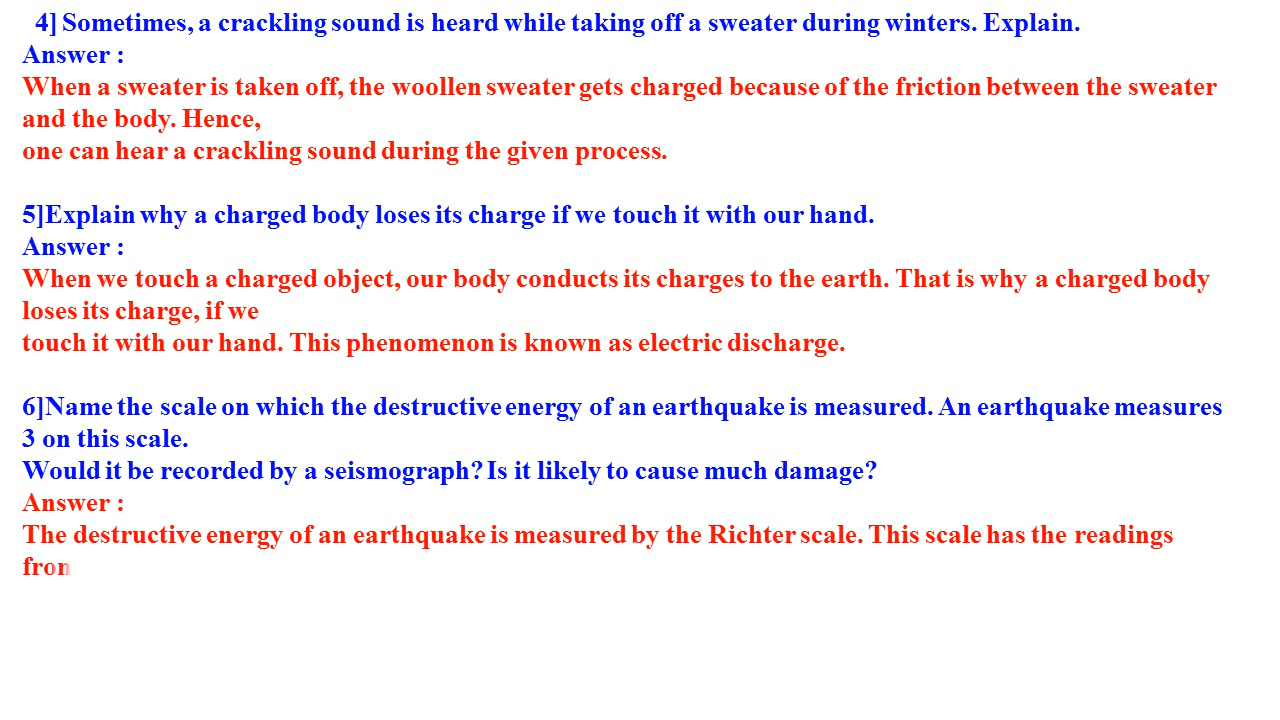 4] Sometimes, a crackling sound is heard while taking off a sweater during winters. Explain.
Answer :
When a sweater is taken off, the woollen sweater gets charged because of the friction between the sweater
and the body. Hence,
one can hear a crackling sound during the given process.
5]Explain why a charged body loses its charge if we touch it with our hand.
Answer :
When we touch a charged object, our body conducts its charges to the earth. That is why a charged body
loses its charge, if we
touch it with our hand. This phenomenon is known as electric discharge.
6]Name the scale on which the destructive energy of an earthquake is measured. An earthquake measures
3 on this scale.
Would it be recorded by a seismograph? Is it likely to cause much damage?
Answer :
The destructive energy of an earthquake is measured by the Richter scale. This scale has the readings